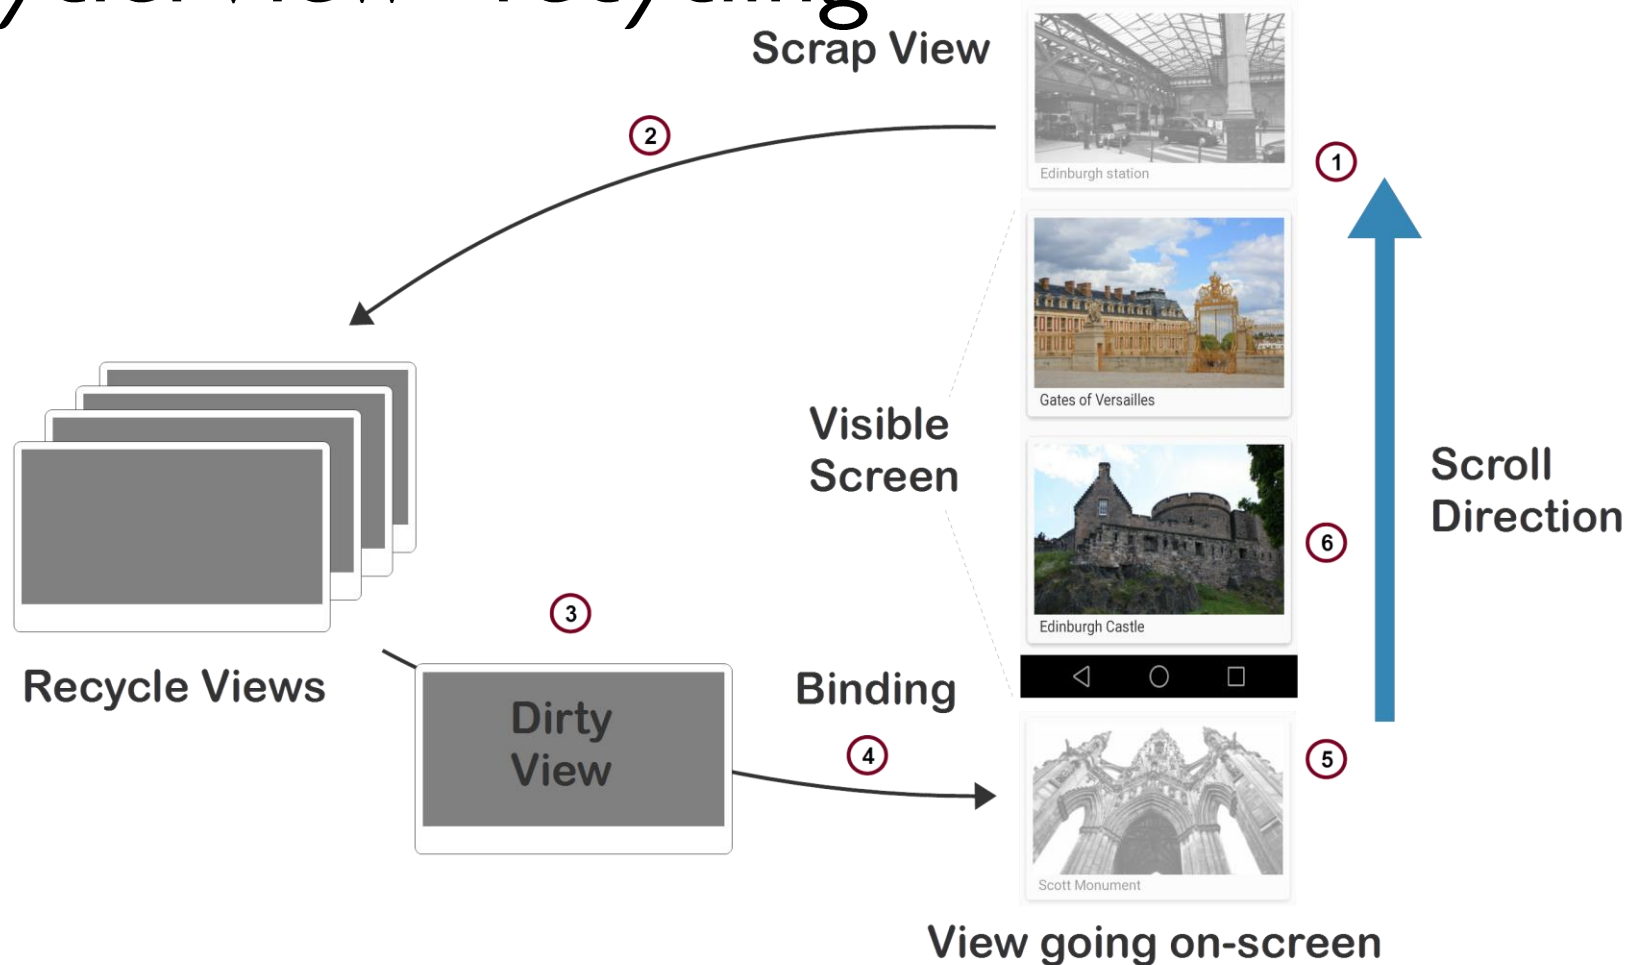 Scrap View
2
1
Edinburgh station
Gates of Versailles
Visible
Screen
Scroll
Direction
6
Edinburgh Castle
3
Recycle Views
Dirty
View
Binding
4
5
Scott Monument
View going on-screen